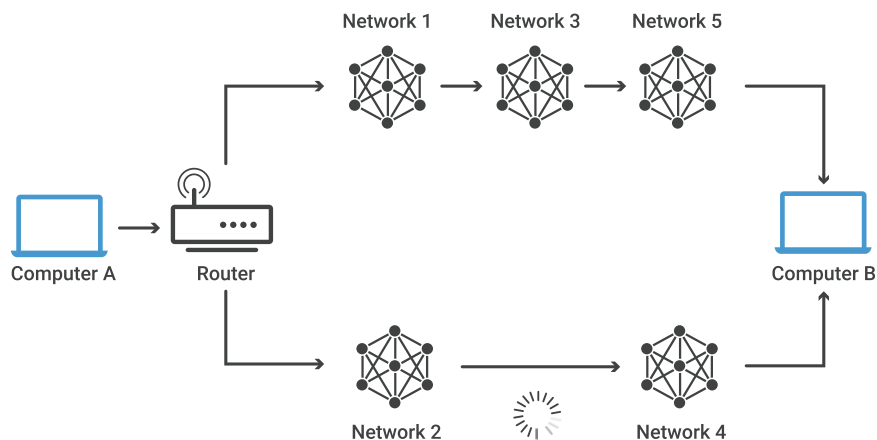 Network 1
Network 3
Network 5
Computer A
Router
Computer B
Network 2
Network 4